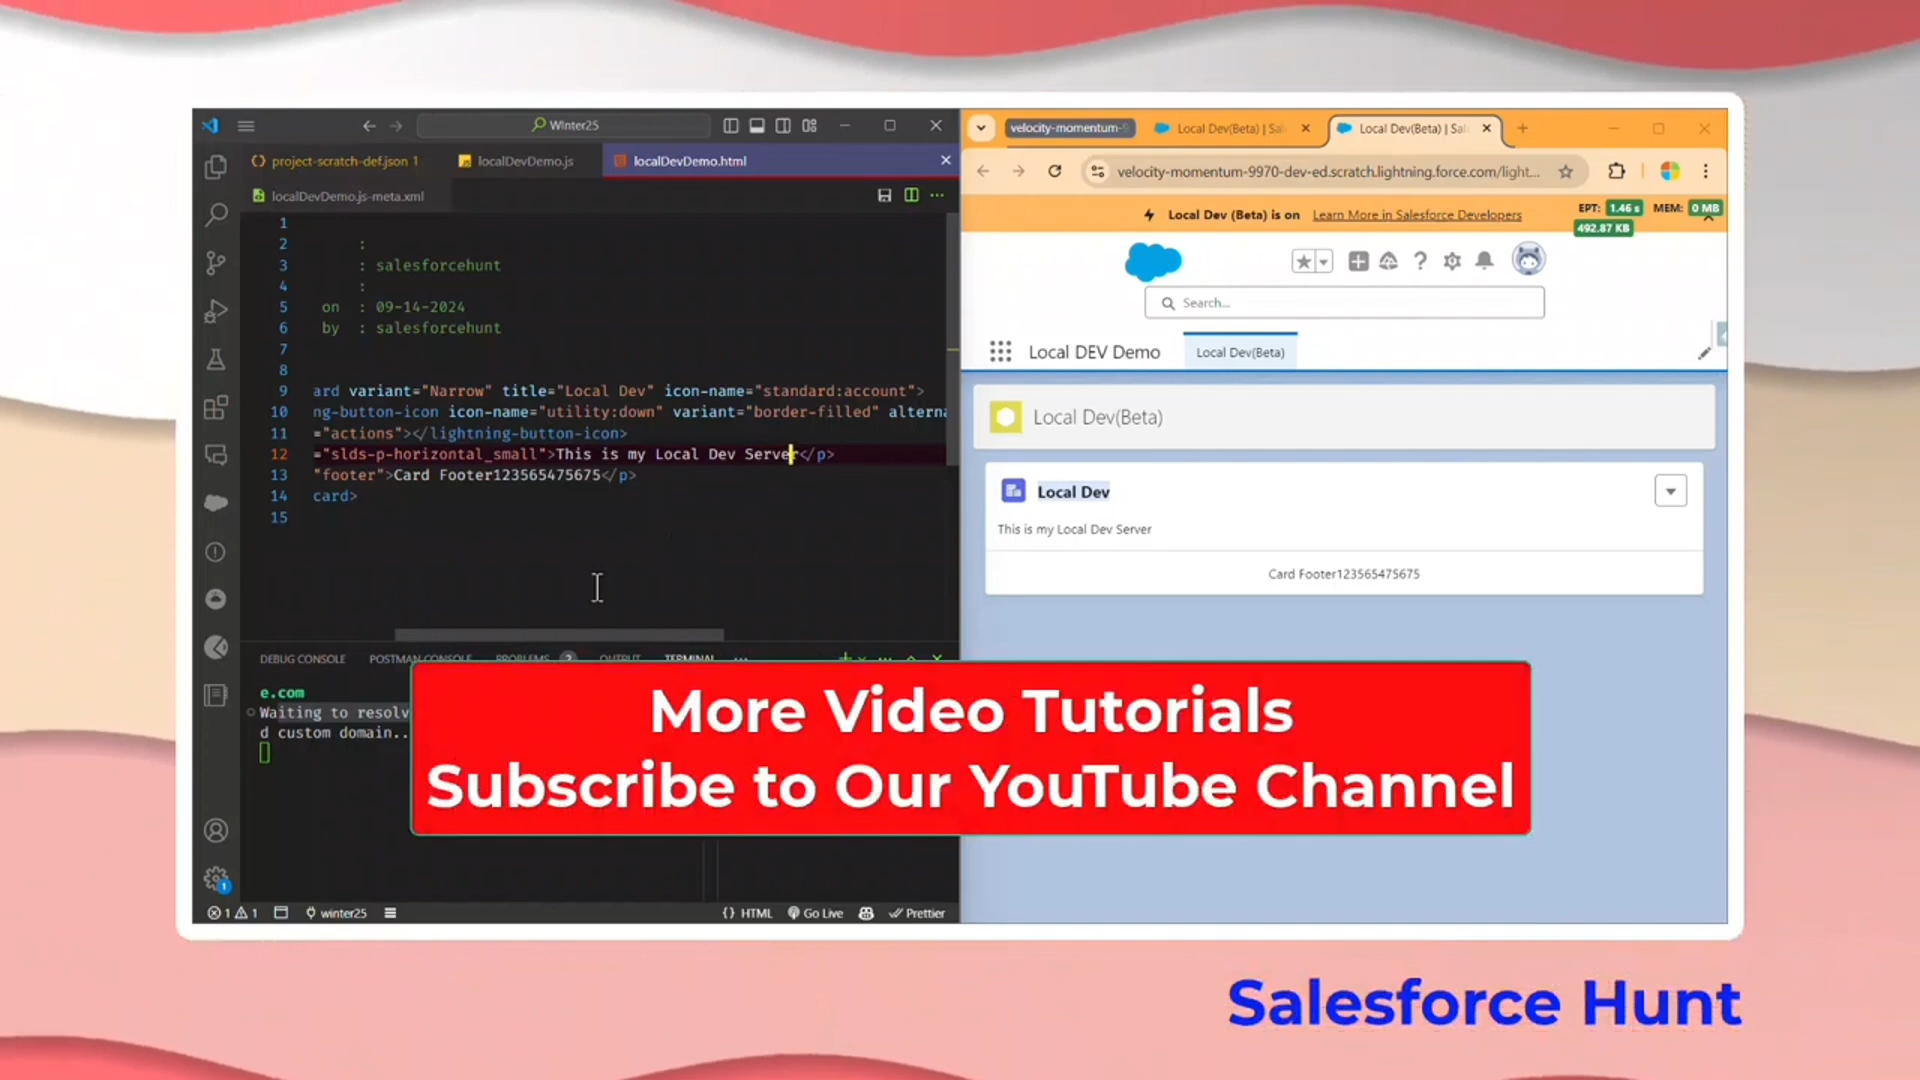 Winter25
project-scratch-def.json 1
localDevDemo.js
localDevDemo.html
localDevDemo.js-meta.xml
1
2 :
3 : salesforcehunt
4 :
5 on : 09-14-2024
6 by : salesforcehunt
7
8
9 ard variant="Narrow" title="Local Dev" icon-name="standard:account">
10 ng-button-icon icon-name="utility:down" variant="border-filled" alterna
11 ="actions"></lightning-button-icon>
12 ="slds-p-horizontal_small">This is my Local Dev Server</p>
13 "footer">Card Footer123565475675</p>
14 card>
15
DEBUG CONSOLE POSTMAN CONSOLE PROBLEMS 2 OUTPUT TERMINAL ...
e.com
Waiting to resolv
d custom domain..
1
1 1 winter25 {} HTML Go Live Prettier
velocity-momentum-
Local Dev(Beta) | Sal
Local Dev(Beta) | Sal
velocity-momentum-9970-dev-ed.scratch.lightning.force.com/light...
Local Dev (Beta) is on Learn More in Salesforce Developers
EPT: 1.46 s MEM: 0 MB
492.87 KB
Search...
Local DEV Demo Local Dev(Beta)
Local Dev(Beta)
Local Dev
This is my Local Dev Server
Card Footer123565475675
More Video Tutorials
Subscribe to Our YouTube Channel
Salesforce Hunt